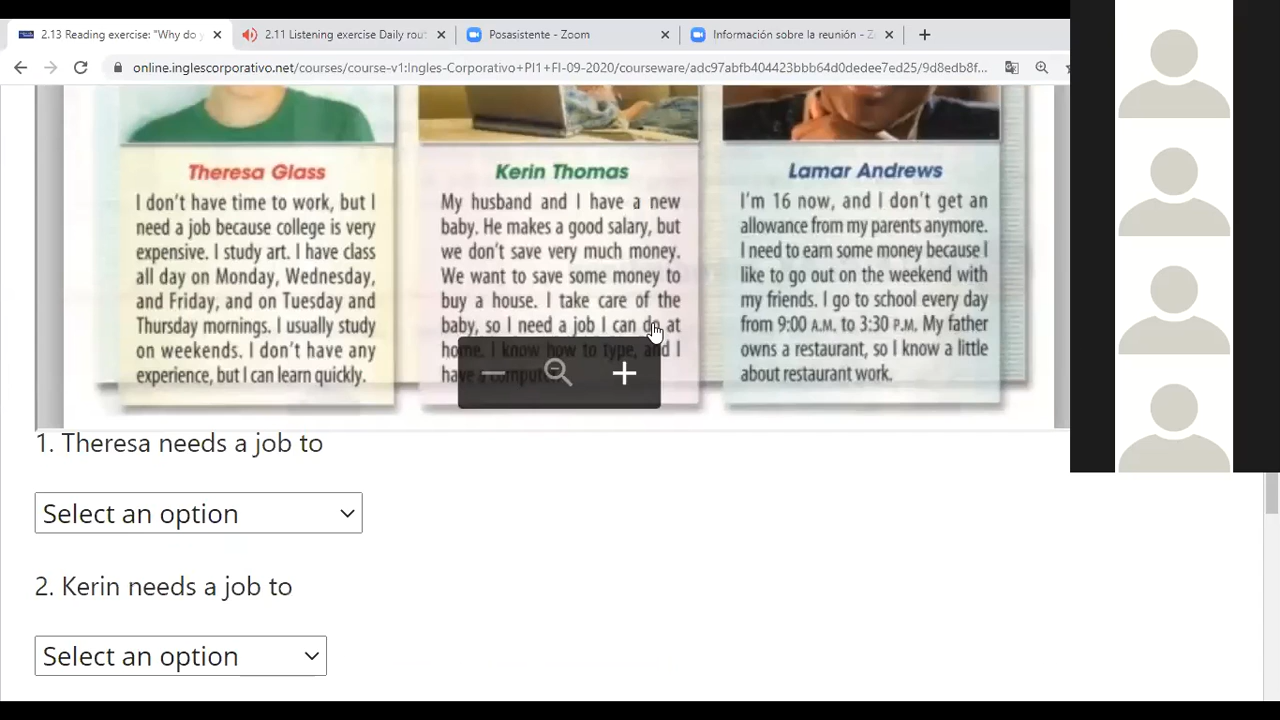 2.13 Reading exercise: "Why do
2.11 Listening exercise Daily rou
Posasistente - Zoom
Información sobre la reunión - Z
online.inglescorporativo.net/courses/course-v1:Ingles-Corporativo+PI1+FI-09-2020/courseware/adc97abfb404423bbb64d0dedee7ed25/9d8edb8f...
Theresa Glass
I don't have time to work, but I
need a job because college is very
expensive. I study art. I have class
all day on Monday, Wednesday,
and Friday, and on Tuesday and
Thursday mornings. I usually study
on weekends. I don't have any
experience, but I can learn quickly.
Kerin Thomas
My husband and I have a new
baby. He makes a good salary, but
we don't save very much money.
We want to save some money to
buy a house. I take care of the
baby, so I need a job I can do at
home. I know how to type, and I
have a computer
Lamar Andrews
I'm 16 now, and I don't get an
allowance from my parents anymore.
I need to earn some money because I
like to go out on the weekend with
my friends. I go to school every day
from 9:00 A.M. to 3:30 P.M. My father
owns a restaurant, so I know a little
about restaurant work.
1. Theresa needs a job to
Select an option
2. Kerin needs a job to
Select an option